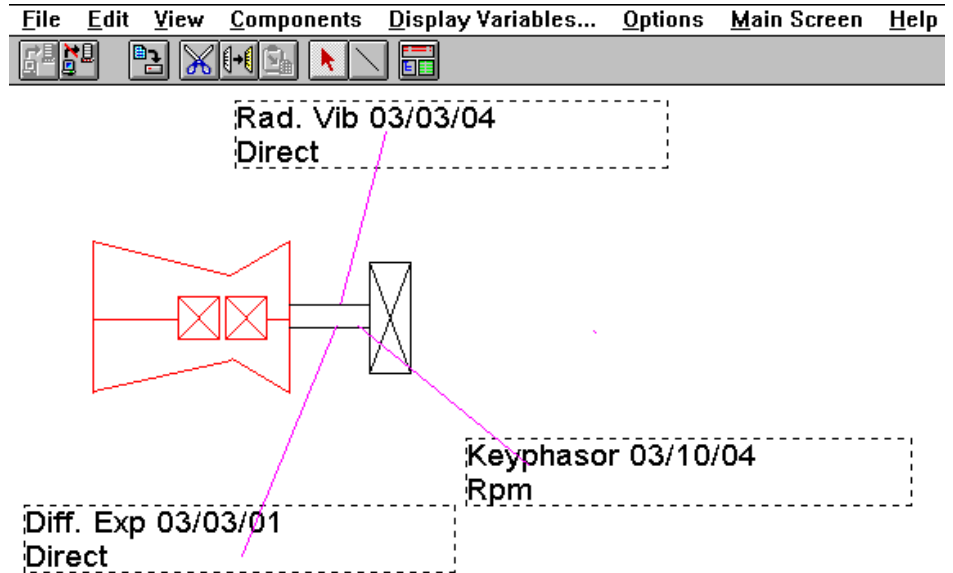 File Edit View Components Display Variables... Options Main Screen Help
Rad. Vib 03/03/04
Direct
Keyphasor 03/10/04
Rpm
Diff. Exp 03/03/01
Direct